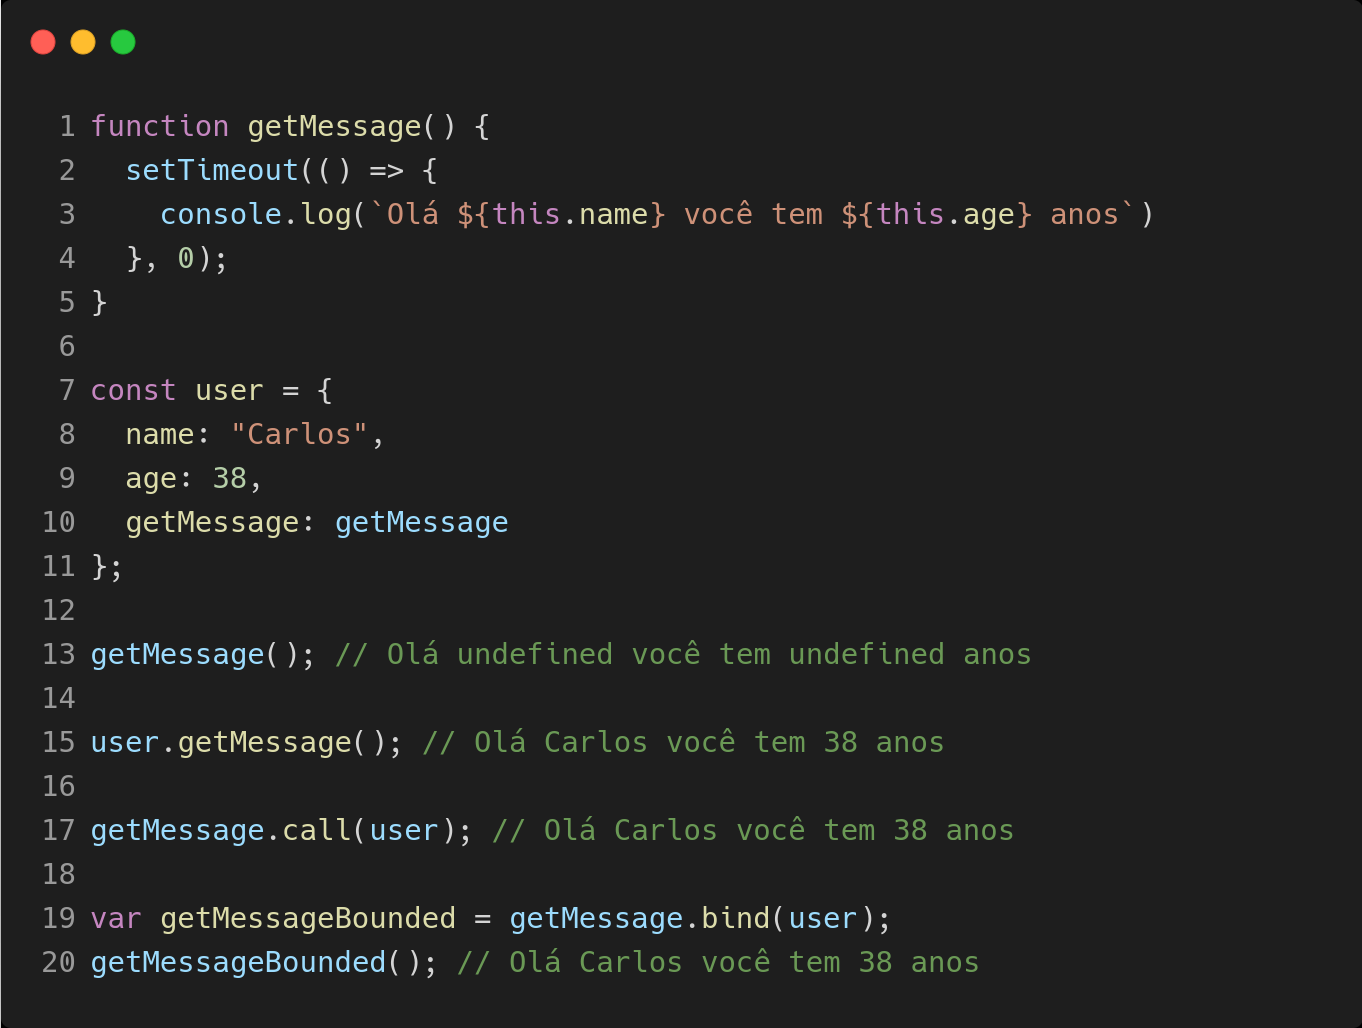 1 function getMessage() {
2   setTimeout(() => {
3     console.log(`Olá ${this.name} você tem ${this.age} anos`)
4   }, 0);
5 }
6
7 const user = {
8   name: "Carlos",
9   age: 38,
10   getMessage: getMessage
11 };
12
13 getMessage(); // Olá undefined você tem undefined anos
14
15 user.getMessage(); // Olá Carlos você tem 38 anos
16
17 getMessage.call(user); // Olá Carlos você tem 38 anos
18
19 var getMessageBounded = getMessage.bind(user);
20 getMessageBounded(); // Olá Carlos você tem 38 anos